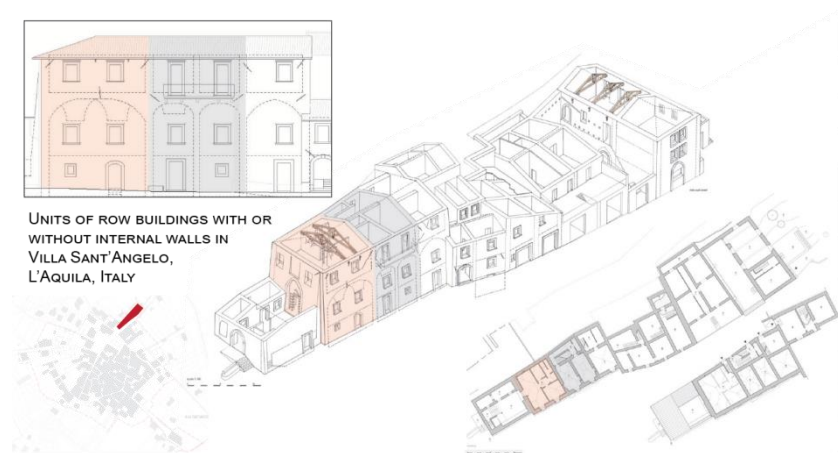 UNITS OF ROW BUILDINGS WITH OR
WITHOUT INTERNAL WALLS IN
VILLA SANT'ANGELO,
L'AQUILA, ITALY